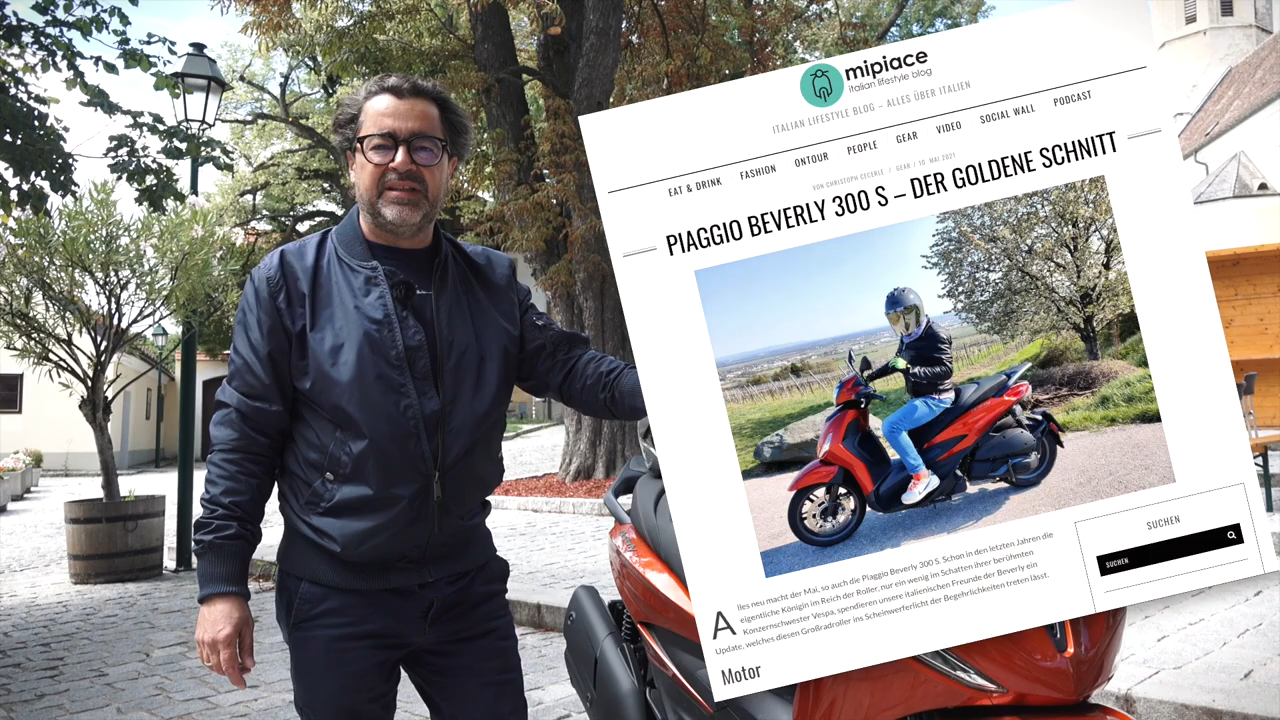 mipiace
italian lifestyle blog
ITALIAN LIFESTYLE BLOG – ALLES ÜBER ITALIEN
EAT & DRINK FASHION ONTOUR PEOPLE GEAR VIDEO SOCIAL WALL PODCAST
VON CHRISTOPH CECERLE / GEAR / 10. MAI 2021
PIAGGIO BEVERLY 300 S – DER GOLDENE SCHNITT
Alles neu macht der Mai, so auch die Piaggio Beverly 300 S. Schon in den letzten Jahren die
eigentliche Königin im Reich der Roller, nur ein wenig im Schatten ihrer berühmten
Konzernschwester Vespa, spendieren unsere italienischen Freunde der Beverly ein
Update, welches diesen Großradroller ins Scheinwerferlicht der Begehrlichkeiten treten lässt.
Motor
SUCHEN
SUCHEN